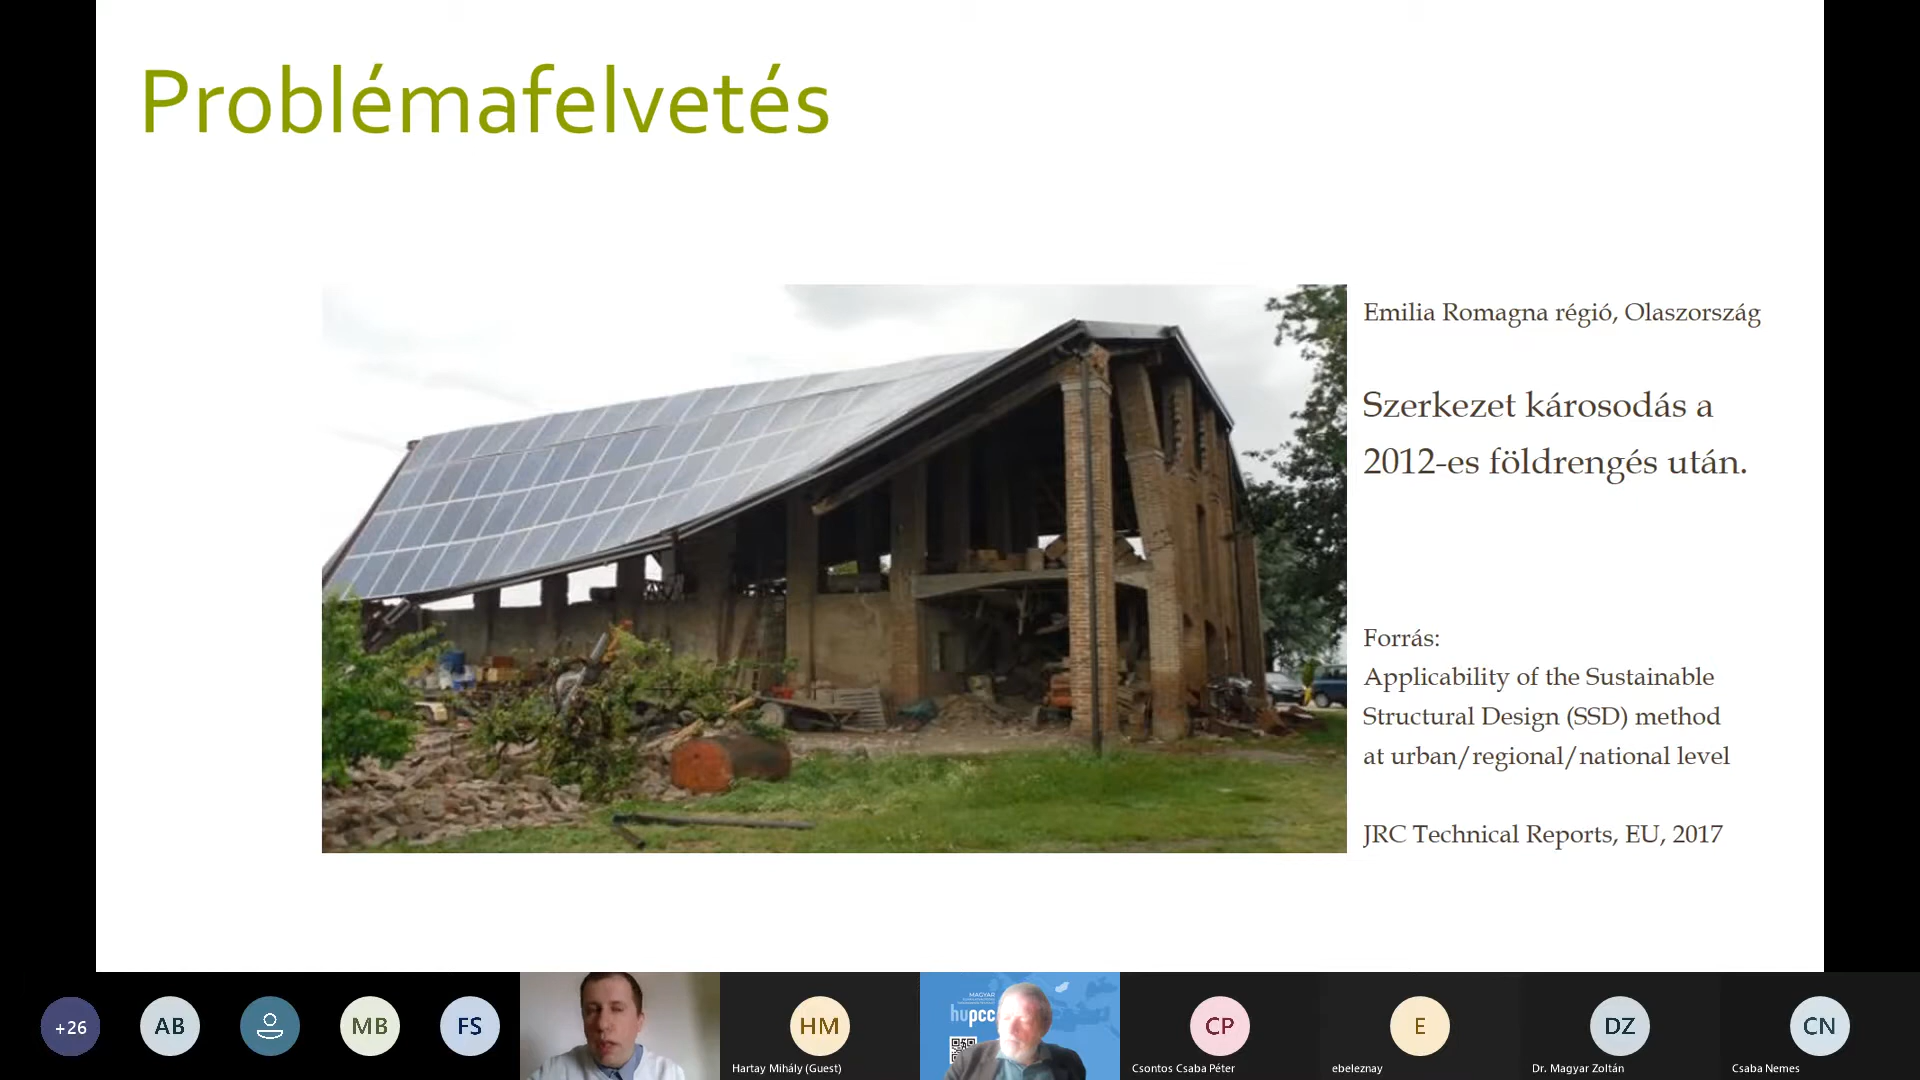 Problémafelvetés
Emilia Romagna régió, Olaszország
Szerkezet károsodás a
2012-es földrengés után.
Forrás:
Applicability of the Sustainable
Structural Design (SSD) method
at urban/regional/national level
JRC Technical Reports, EU, 2017
+26
AB
MB
FS
HM
Hartay Mihály (Guest)
MAGYAR
hupcc
CP
Csontos Csaba Péter
E
ebeleznay
DZ
Dr. Magyar Zoltán
CN
Csaba Nemes